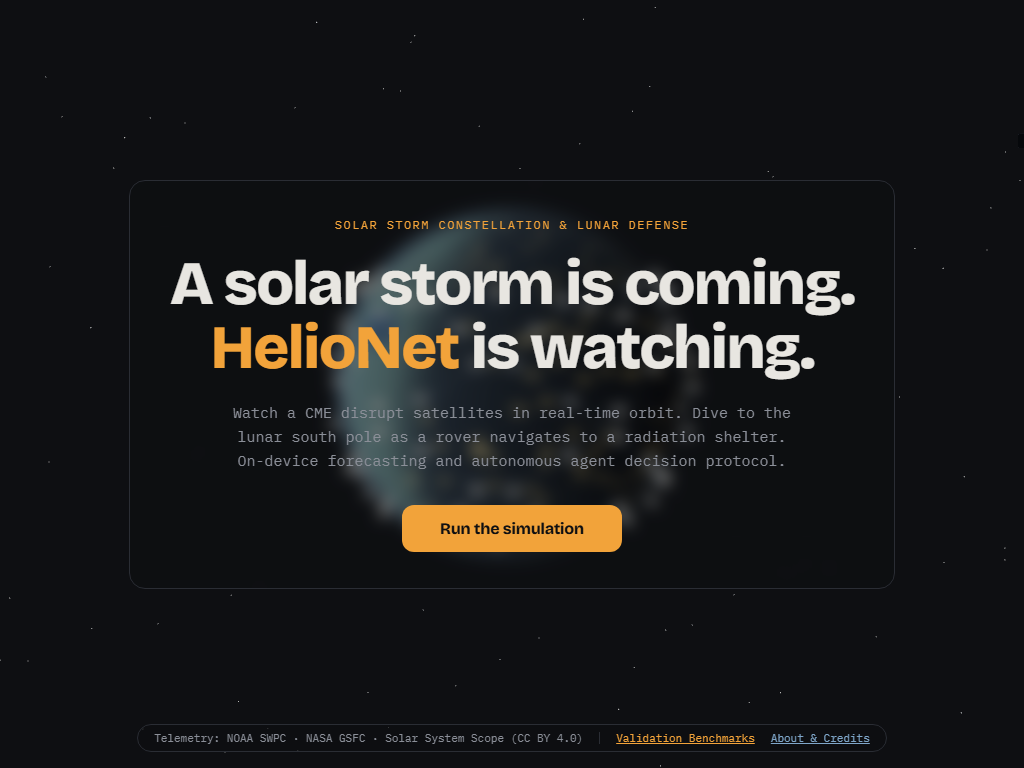 SOLAR STORM CONSTELLATION & LUNAR DEFENSE
A solar storm is coming.
HelioNet is watching.
Watch a CME disrupt satellites in real-time orbit. Dive to the
lunar south pole as a rover navigates to a radiation shelter.
On-device forecasting and autonomous agent decision protocol.
Run the simulation
Telemetry: NOAA SWPC · NASA GSFC · Solar System Scope (CC BY 4.0) Validation Benchmarks About & Credits